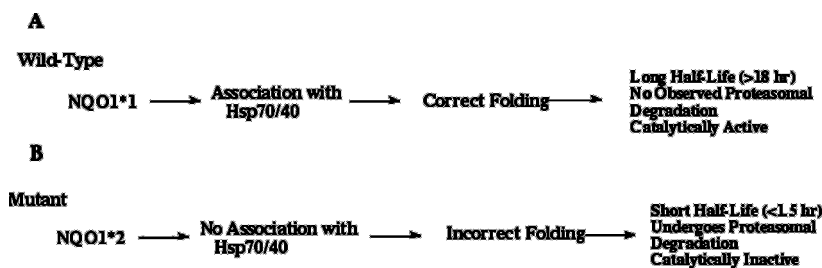 A
Wild-Type
NQO1*1
Association with
Hsp70/40
Correct Folding
Long Half-Life (>18 hr)
No Observed Proteasomal
Degradation
Catalytically Active
B
Mutant
NQO1*2
No Association with
Hsp70/40
Incorrect Folding
Short Half-Life (<1.5 hr)
Undergoes Proteasomal
Degradation
Catalytically Inactive